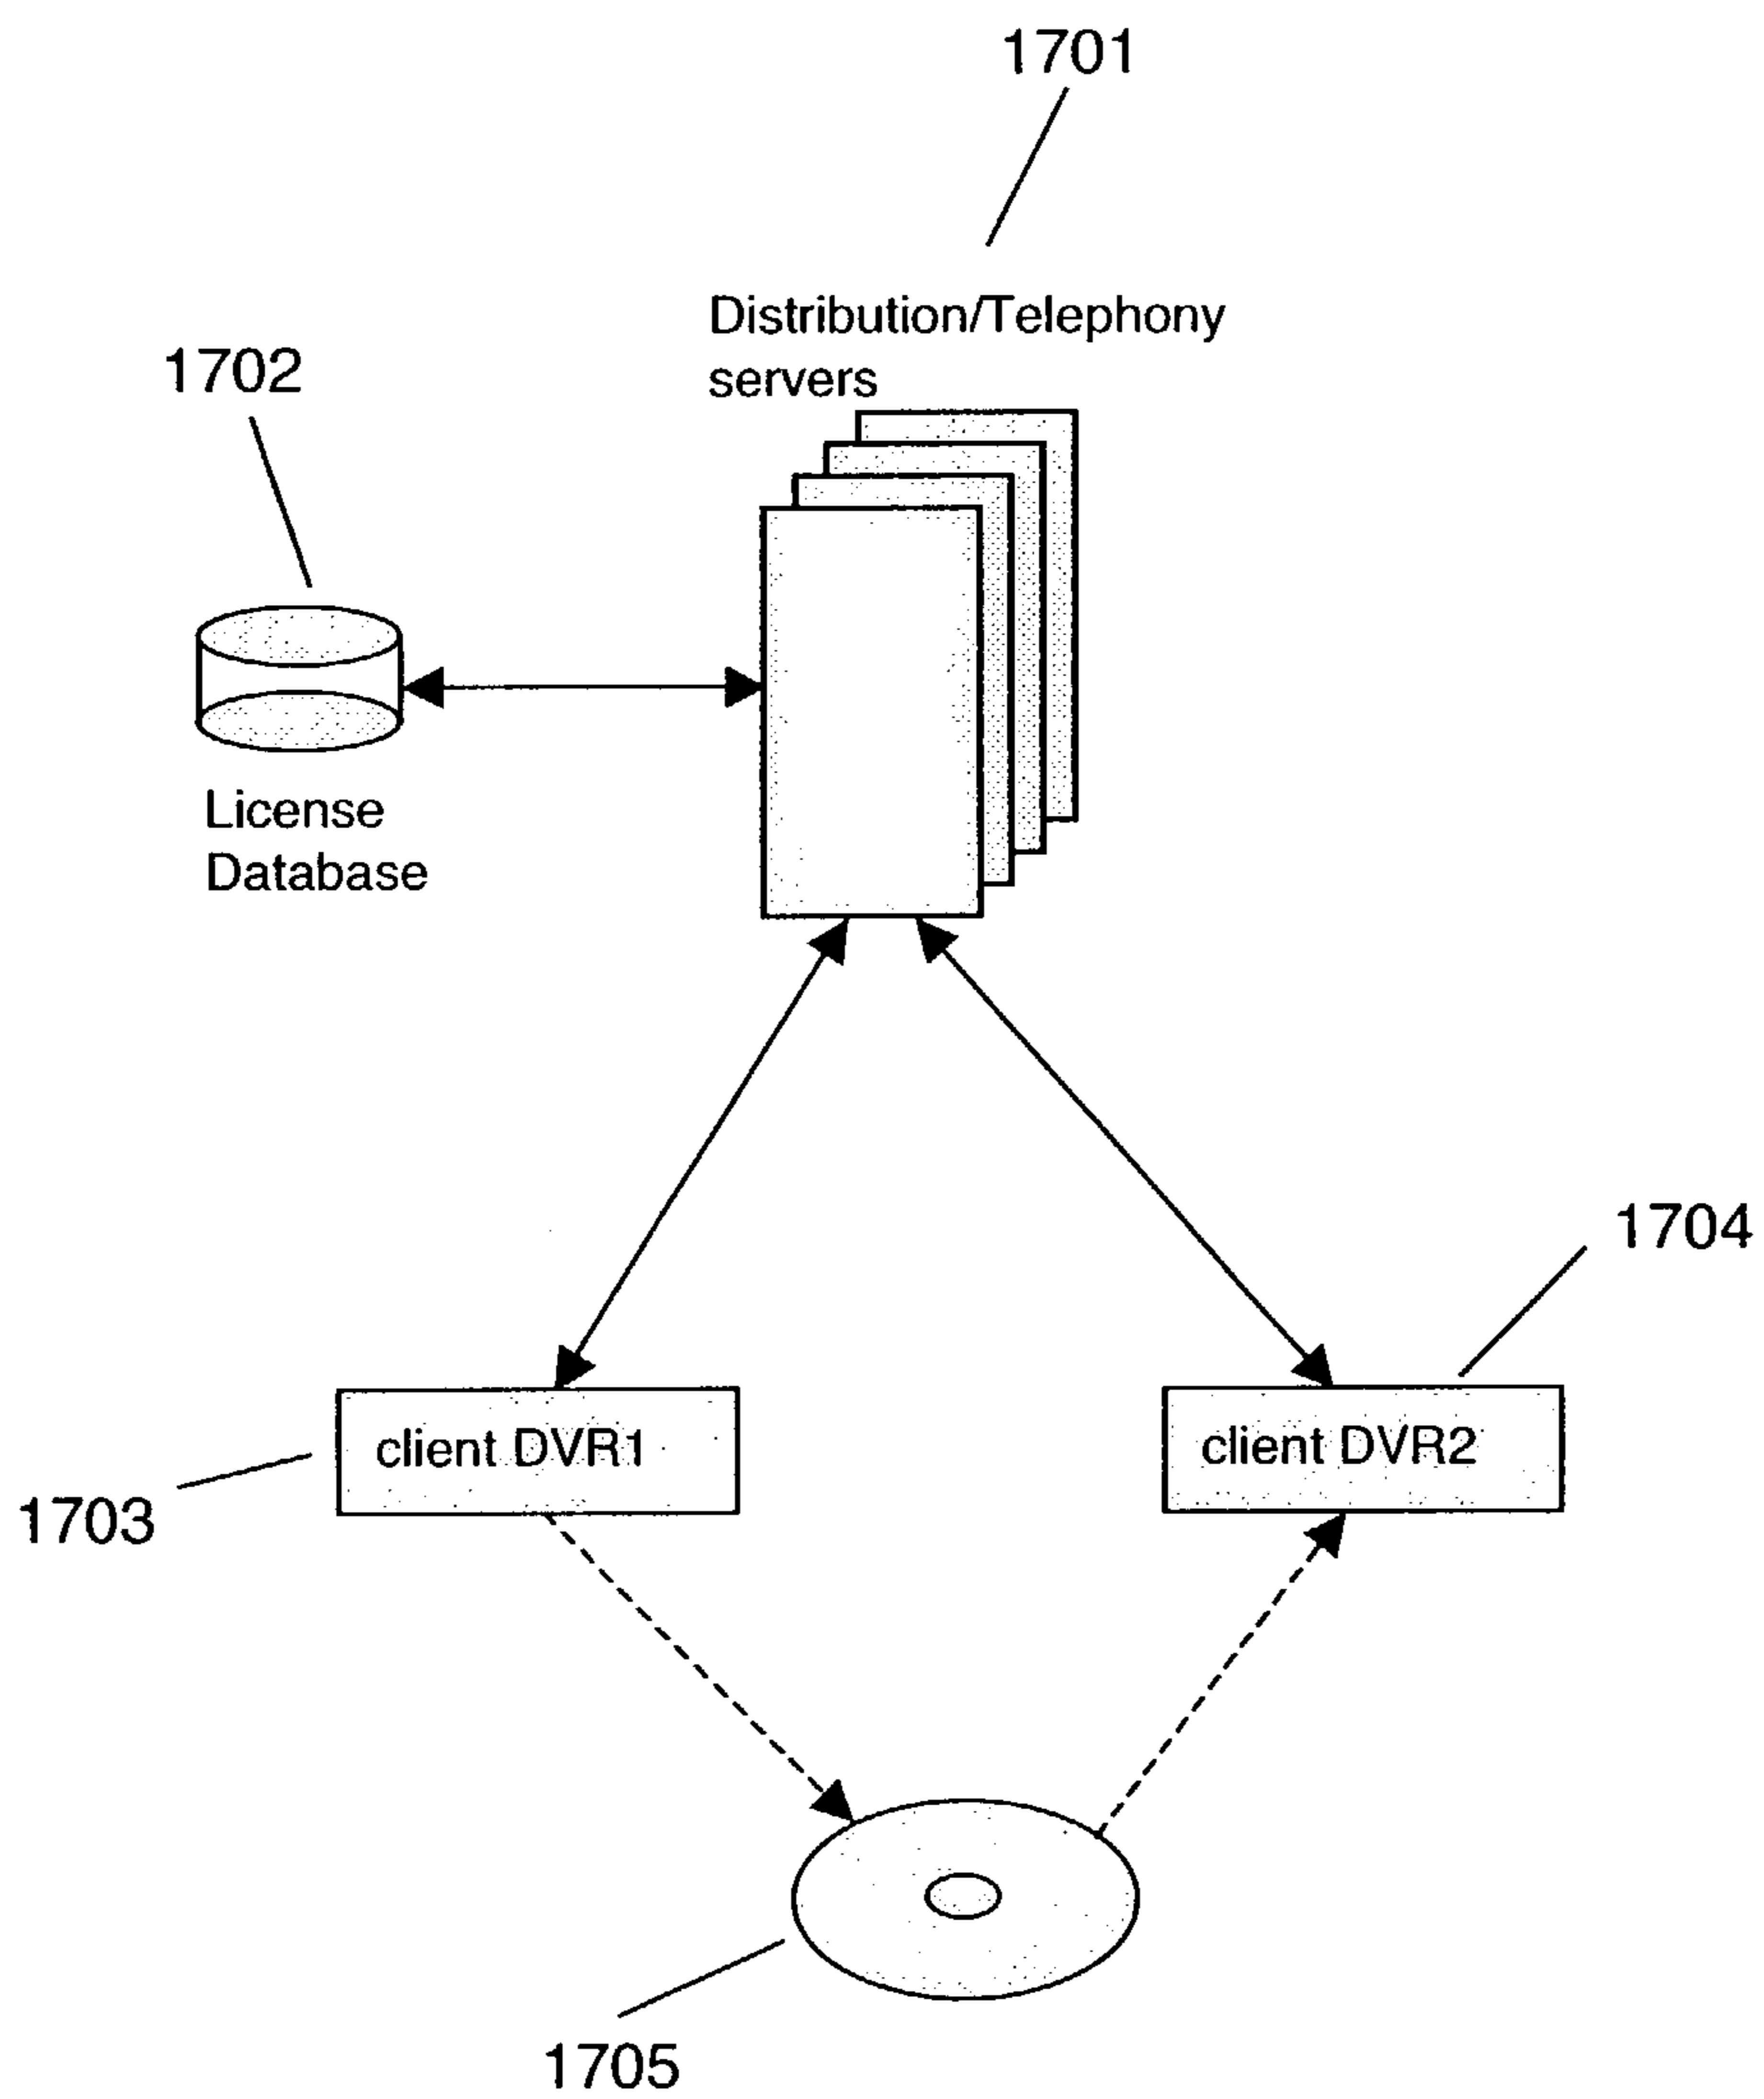 1701
Distribution/Telephony
servers
1702
License
Database
1704
client DVR1
client DVR2
1703
1705